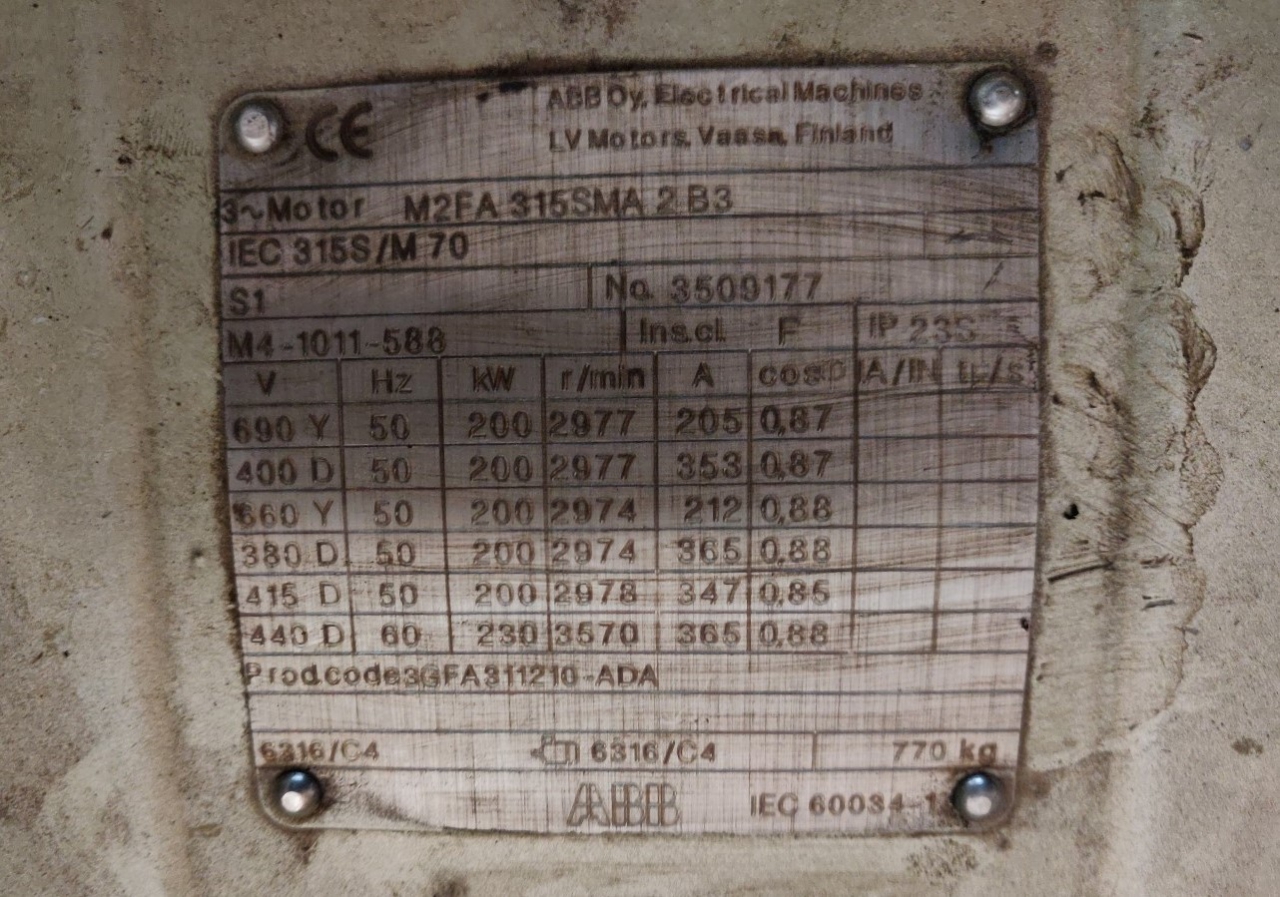 CE ABB Oy, Electrical Machines
LV Motors, Vaasa, Finland
3~Motor M2FA 315SMA 2 B3
IEC 315S/M 70
S1 No. 3509177
M4-1011-588 Ins.cl. F IP 23S
V Hz kW r/min A cosφ IA/IN tE/s
690 Y 50 200 2977 205 0,87
400 D 50 200 2977 353 0,87
660 Y 50 200 2974 212 0,88
380 D 50 200 2974 365 0,88
415 D 50 200 2978 347 0,85
440 D 60 230 3570 365 0,88
Prod.code3GFA311210-ADA
6316/C4 6316/C4 770 kg
ABB IEC 60034-1